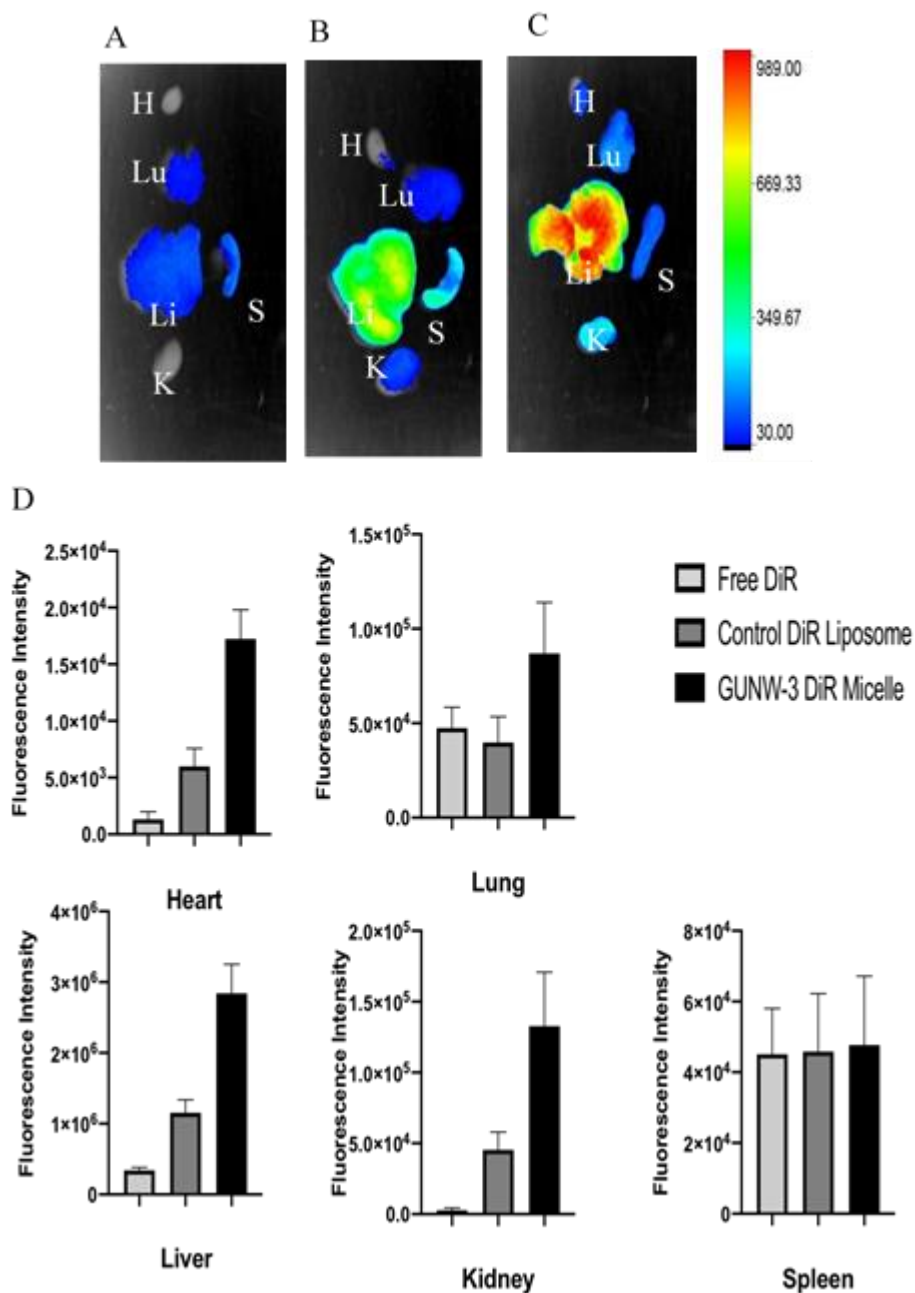 A
B
C
H
Lu
Li
S
K
H
Lu
Li
S
K
H
Lu
Li
S
K
989.00
669.33
349.67
30.00
D
Fluorescence Intensity
2.5×10⁴
2.0×10⁴
1.5×10⁴
1.0×10⁴
5.0×10³
0.0
Heart
Fluorescence Intensity
1.5×10⁵
1.0×10⁵
5.0×10⁴
0.0
Lung
Free DiR
Control DiR Liposome
GUNW-3 DiR Micelle
Fluorescence Intensity
4×10⁶
3×10⁶
2×10⁶
1×10⁶
0
Liver
Fluorescence Intensity
2.0×10⁵
1.5×10⁵
1.0×10⁵
5.0×10⁴
0.0
Kidney
Fluorescence Intensity
8×10⁴
6×10⁴
4×10⁴
2×10⁴
0
Spleen